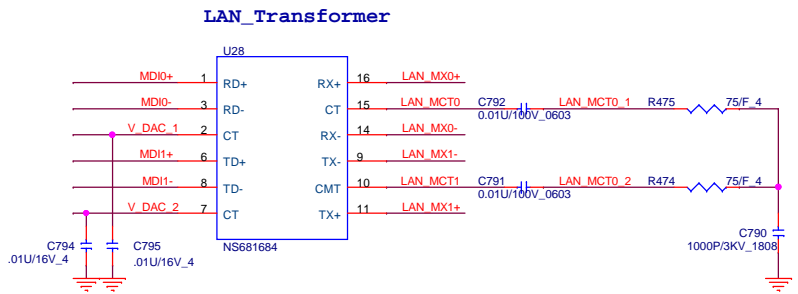 LAN_Transformer
U28
MDI0+ 1 RD+ RX+ 16 LAN_MX0+
MDI0- 3 RD- CT 15 LAN_MCT0 C792 LAN_MCT0_1 R475 75/F_4
0.01U/100V_0603
V_DAC_1 2 CT RX- 14 LAN_MX0-
MDI1+ 6 TD+ TX- 9 LAN_MX1-
MDI1- 8 TD- CMT 10 LAN_MCT1 C791 LAN_MCT0_2 R474 75/F_4
0.01U/100V_0603
V_DAC_2 7 CT TX+ 11 LAN_MX1+
C794 C795 NS681684 C790
.01U/16V_4 .01U/16V_4 1000P/3KV_1808